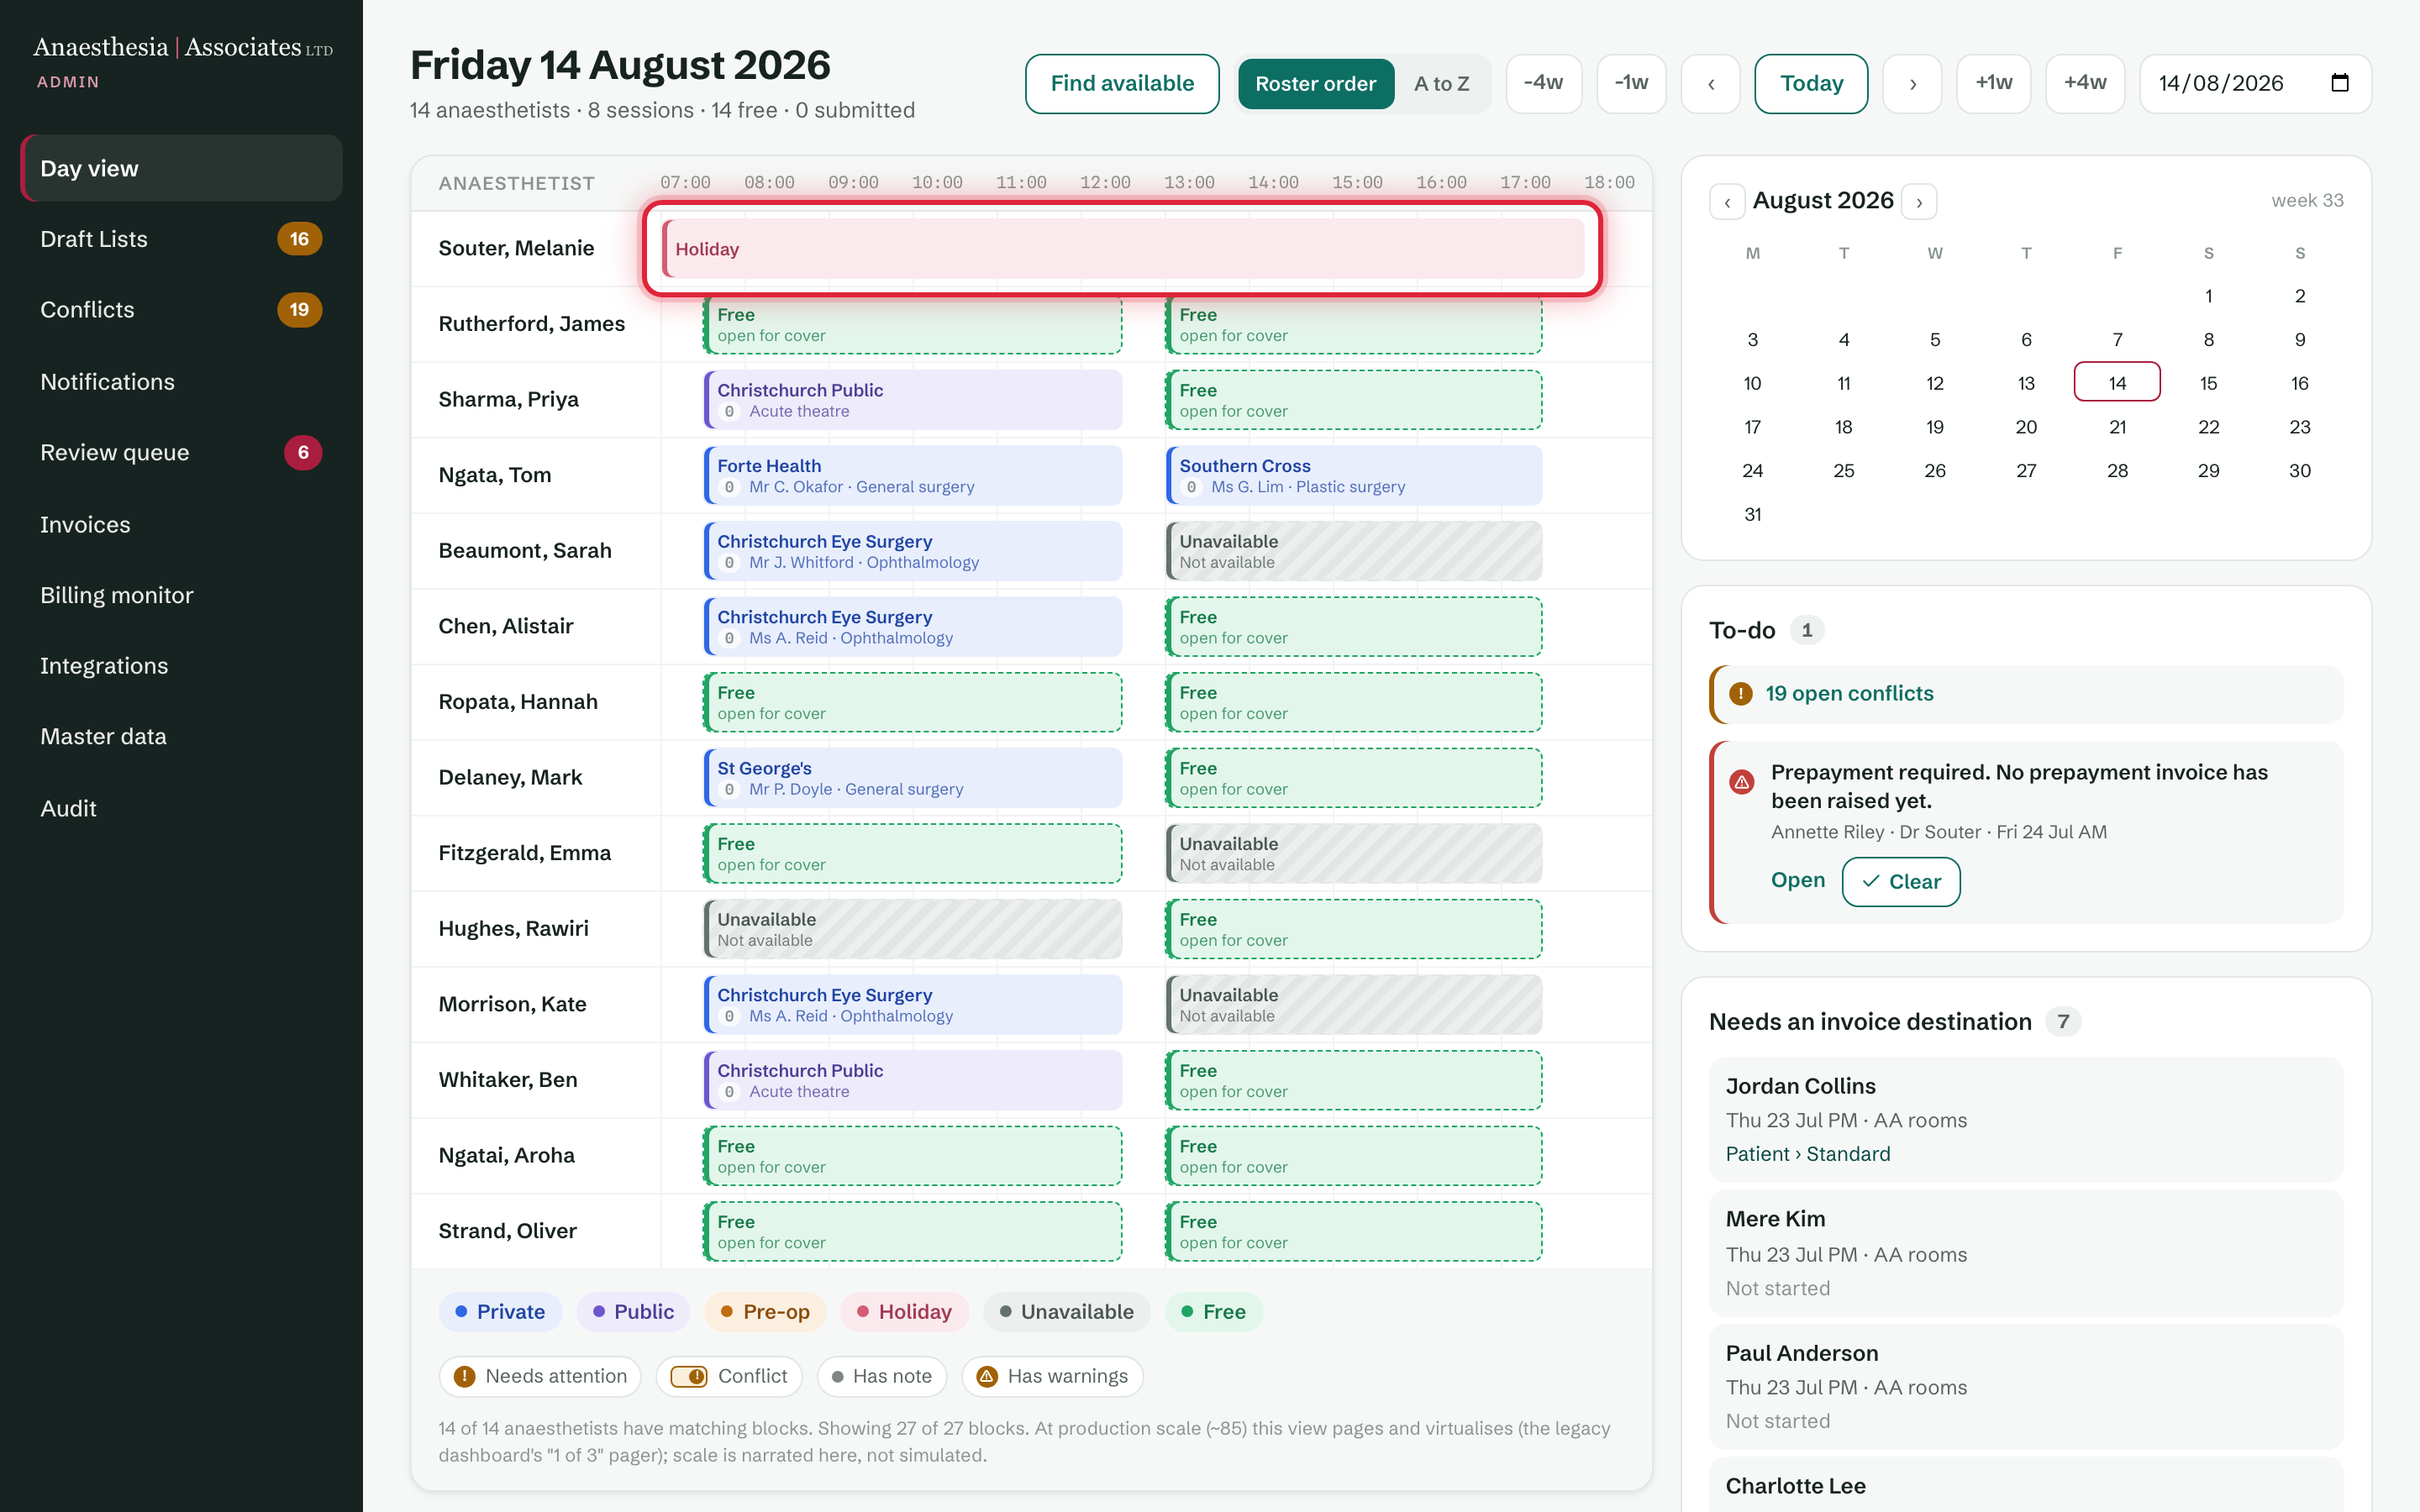 Anaesthesia | Associates LTD
ADMIN
Day view
Draft Lists 16
Conflicts 19
Notifications
Review queue 6
Invoices
Billing monitor
Integrations
Master data
Audit
Friday 14 August 2026
14 anaesthetists · 8 sessions · 14 free · 0 submitted
Find available Roster order A to Z -4w -1w ‹ Today › +1w +4w 14/08/2026
ANAESTHETIST 07:00 08:00 09:00 10:00 11:00 12:00 13:00 14:00 15:00 16:00 17:00 18:00
Souter, Melanie
Holiday
Rutherford, James
Free
open for cover
Free
open for cover
Sharma, Priya
Christchurch Public
0 Acute theatre
Free
open for cover
Ngata, Tom
Forte Health
0 Mr C. Okafor · General surgery
Southern Cross
0 Ms G. Lim · Plastic surgery
Beaumont, Sarah
Christchurch Eye Surgery
0 Mr J. Whitford · Ophthalmology
Unavailable
Not available
Chen, Alistair
Christchurch Eye Surgery
0 Ms A. Reid · Ophthalmology
Free
open for cover
Ropata, Hannah
Free
open for cover
Free
open for cover
Delaney, Mark
St George's
0 Mr P. Doyle · General surgery
Free
open for cover
Fitzgerald, Emma
Free
open for cover
Unavailable
Not available
Hughes, Rawiri
Unavailable
Not available
Free
open for cover
Morrison, Kate
Christchurch Eye Surgery
0 Ms A. Reid · Ophthalmology
Unavailable
Not available
Whitaker, Ben
Christchurch Public
0 Acute theatre
Free
open for cover
Ngatai, Aroha
Free
open for cover
Free
open for cover
Strand, Oliver
Free
open for cover
Free
open for cover
Private Public Pre-op Holiday Unavailable Free
Needs attention Conflict Has note Has warnings
14 of 14 anaesthetists have matching blocks. Showing 27 of 27 blocks. At production scale (~85) this view pages and virtualises (the legacy
dashboard's "1 of 3" pager); scale is narrated here, not simulated.
‹ August 2026 › week 33
M T W T F S S
1 2
3 4 5 6 7 8 9
10 11 12 13 14 15 16
17 18 19 20 21 22 23
24 25 26 27 28 29 30
31
To-do 1
19 open conflicts
Prepayment required. No prepayment invoice has
been raised yet.
Annette Riley · Dr Souter · Fri 24 Jul AM
Open Clear
Needs an invoice destination 7
Jordan Collins
Thu 23 Jul PM · AA rooms
Patient › Standard
Mere Kim
Thu 23 Jul PM · AA rooms
Not started
Paul Anderson
Thu 23 Jul PM · AA rooms
Not started
Charlotte Lee